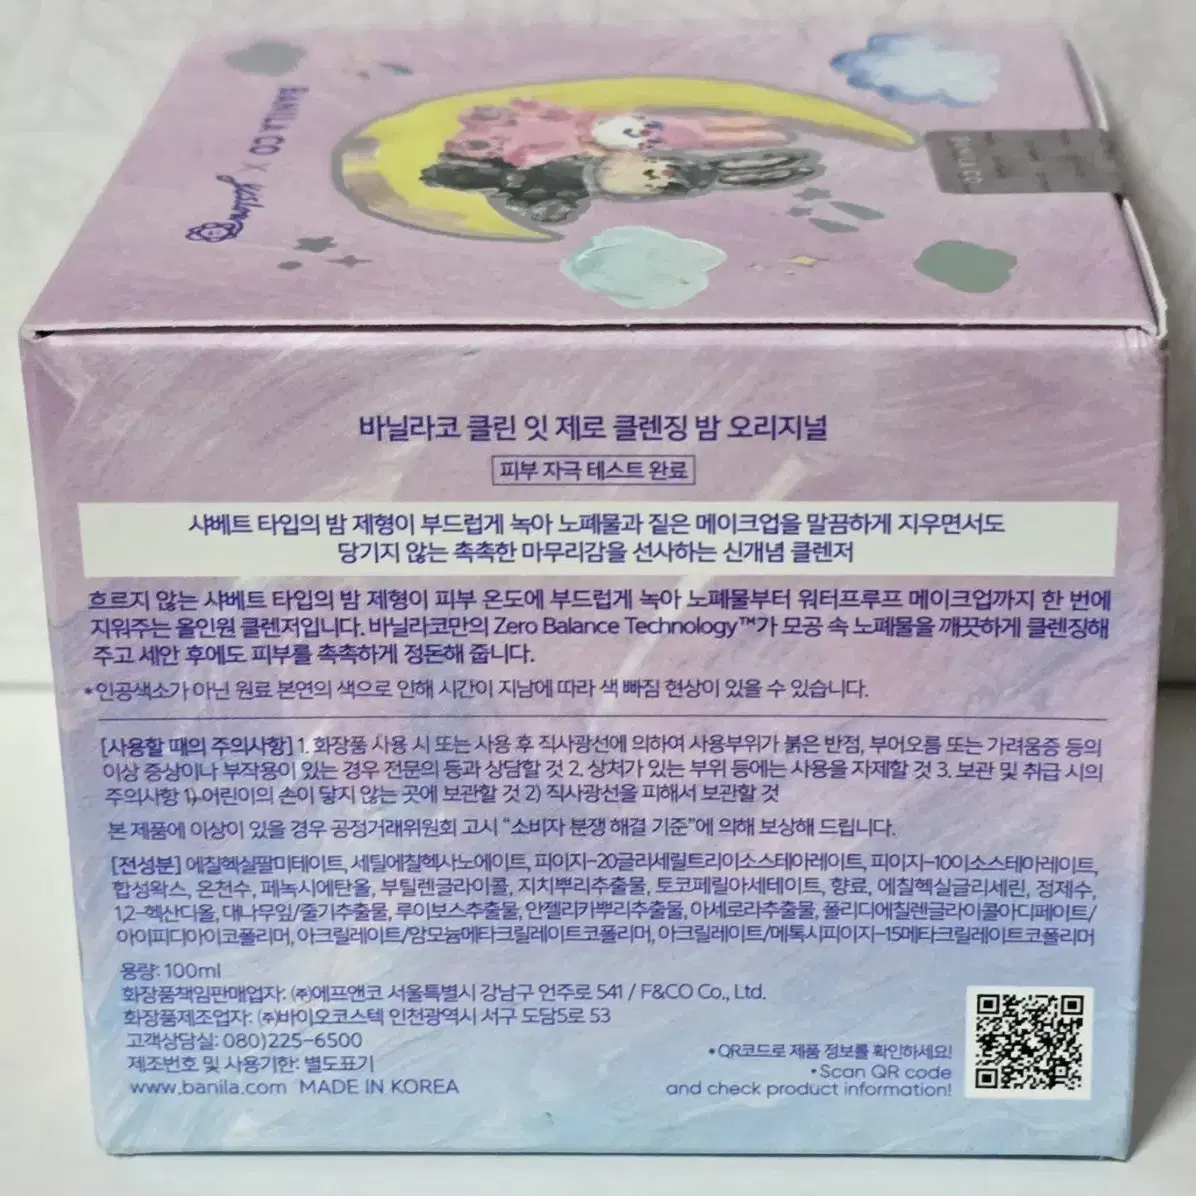 BANILA CO × Jessica
BANILA CO
바닐라코 클린 잇 제로 클렌징 밤 오리지널
피부 자극 테스트 완료
샤베트 타입의 밤 제형이 부드럽게 녹아 노폐물과 짙은 메이크업을 말끔하게 지우면서도
당기지 않는 촉촉한 마무리감을 선사하는 신개념 클렌저
흐르지 않는 샤베트 타입의 밤 제형이 피부 온도에 부드럽게 녹아 노폐물부터 워터프루프 메이크업까지 한 번에
지워주는 올인원 클렌저입니다. 바닐라코만의 Zero Balance Technology™가 모공 속 노폐물을 깨끗하게 클렌징해
주고 세안 후에도 피부를 촉촉하게 정돈해 줍니다.
*인공색소가 아닌 원료 본연의 색으로 인해 시간이 지남에 따라 색 빠짐 현상이 있을 수 있습니다.
[사용할 때의 주의사항] 1. 화장품 사용 시 또는 사용 후 직사광선에 의하여 사용부위가 붉은 반점, 부어오름 또는 가려움증 등의
이상 증상이나 부작용이 있는 경우 전문의 등과 상담할 것 2. 상처가 있는 부위 등에는 사용을 자제할 것 3. 보관 및 취급 시의
주의사항 1) 어린이의 손이 닿지 않는 곳에 보관할 것 2) 직사광선을 피해서 보관할 것
본 제품에 이상이 있을 경우 공정거래위원회 고시 “소비자 분쟁 해결 기준”에 의해 보상해 드립니다.
[전성분] 에칠헥실팔미테이트, 세틸에칠헥사노에이트, 피이지-20글리세릴트리이소스테아레이트, 피이지-10이소스테아레이트,
합성왁스, 온천수, 페녹시에탄올, 부틸렌글라이콜, 지치뿌리추출물, 토코페릴아세테이트, 향료, 에칠헥실글리세린, 정제수,
1,2-헥산다이올, 대나무잎/줄기추출물, 루이보스추출물, 안젤리카뿌리추출물, 아세로라추출물, 폴리디에칠렌글라이콜아디페이트/
아이피디아이코폴리머, 아크릴레이트/암모늄메타크릴레이트코폴리머, 아크릴레이트/메톡시피이지-15메타크릴레이트코폴리머
용량: 100ml
화장품책임판매업자: ㈜에프앤코 서울특별시 강남구 언주로 541 / F&CO Co., Ltd.
화장품제조업자: ㈜바이오코스텍 인천광역시 서구 도담5로 53
고객상담실: 080)225-6500
제조번호 및 사용기한: 별도표기
www.banila.com MADE IN KOREA
•QR코드로 제품 정보를 확인하세요!
•Scan QR code
and check product information!